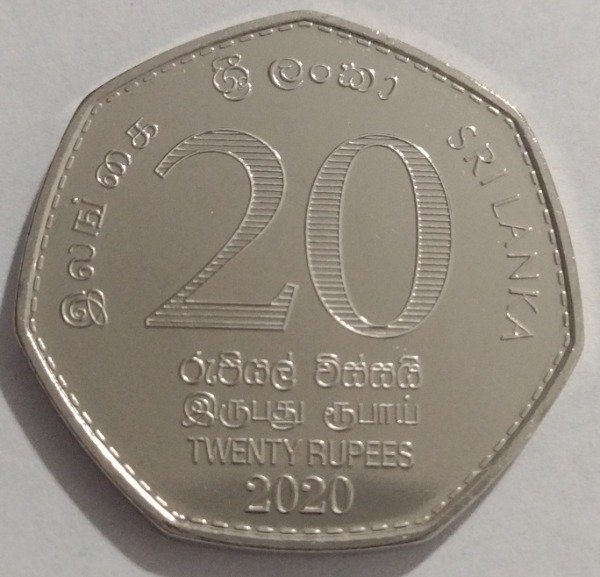 ශ්‍රී ලංකා
இலங்கை
SRI LANKA
20
රුපියල් විස්සයි
இருபது ரூபாய்
TWENTY RUPEES
2020